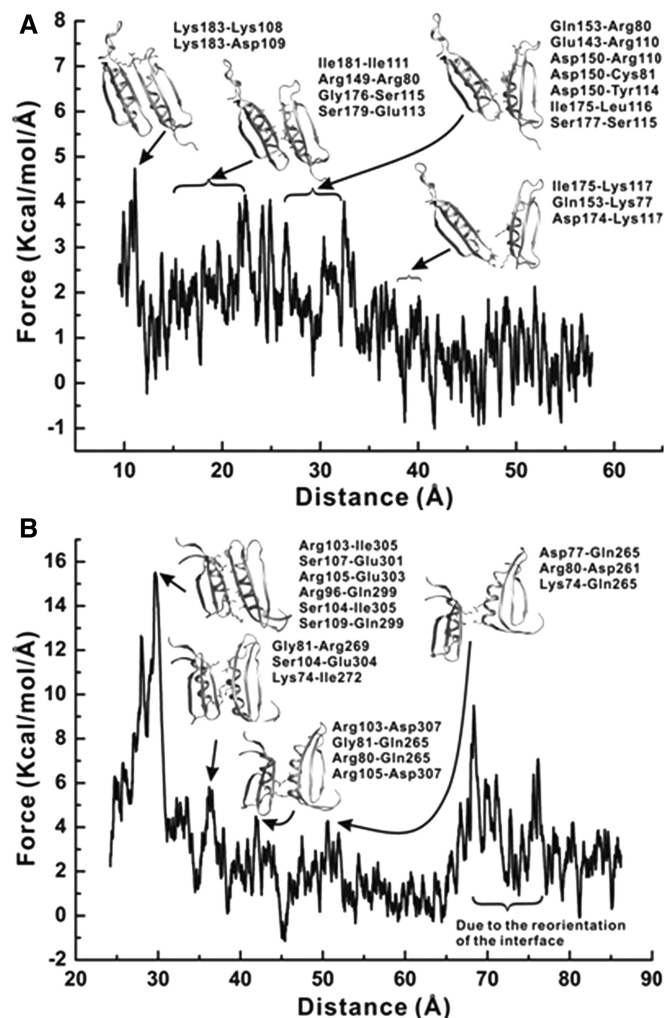 A
Lys183-Lys108
Lys183-Asp109
Ile181-Ile111
Arg149-Arg80
Gly176-Ser115
Ser179-Glu113
Gln153-Arg80
Glu143-Arg110
Asp150-Arg110
Asp150-Cys81
Asp150-Tyr114
Ile175-Leu116
Ser177-Ser115
Ile175-Lys117
Gln153-Lys77
Asp174-Lys117
Force (Kcal/mol/Å)
8
7
6
5
4
3
2
1
0
-1
10 20 30 40 50 60
Distance (Å)
B
Arg103-Ile305
Ser107-Glu301
Arg105-Glu303
Arg96-Gln299
Ser104-Ile305
Ser109-Gln299
Gly81-Arg269
Ser104-Glu304
Lys74-Ile272
Arg103-Asp307
Gly81-Gln265
Arg80-Gln265
Arg105-Asp307
Asp77-Gln265
Arg80-Asp261
Lys74-Gln265
Due to the reorientation
of the interface
Force (Kcal/mol/Å)
16
14
12
10
8
6
4
2
0
-2
20 30 40 50 60 70 80 90
Distance (Å)